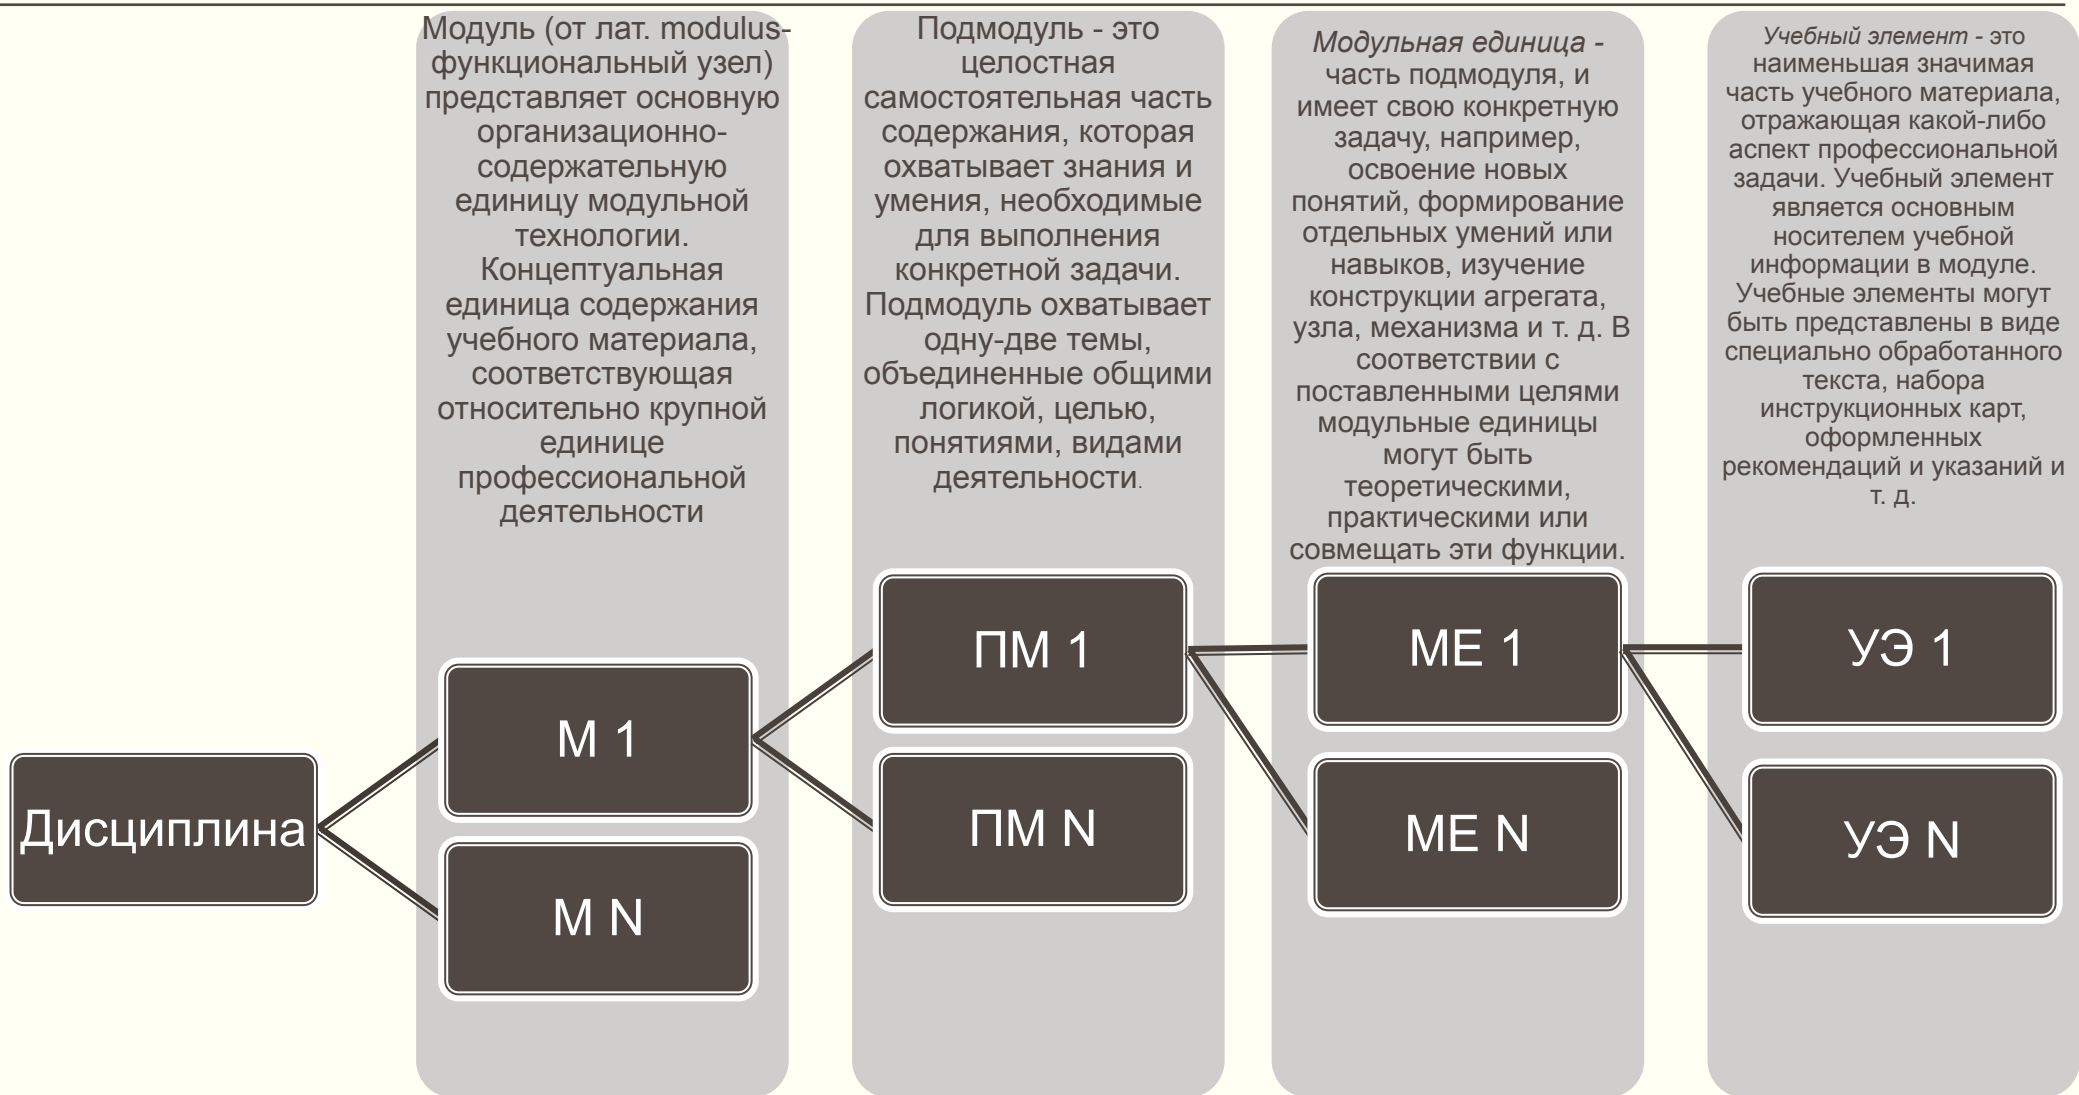 Модуль (от лат. modulus-
функциональный узел)
представляет основную
организационно-
содержательную
единицу модульной
технологии.
Концептуальная
единица содержания
учебного материала,
соответствующая
относительно крупной
единице
профессиональной
деятельности
Подмодуль - это
целостная
самостоятельная часть
содержания, которая
охватывает знания и
умения, необходимые
для выполнения
конкретной задачи.
Подмодуль охватывает
одну-две темы,
объединенные общими
логикой, целью,
понятиями, видами
деятельности.
Модульная единица -
часть подмодуля, и
имеет свою конкретную
задачу, например,
освоение новых
понятий, формирование
отдельных умений или
навыков, изучение
конструкции агрегата,
узла, механизма и т. д. В
соответствии с
поставленными целями
модульные единицы
могут быть
теоретическими,
практическими или
совмещать эти функции.
Учебный элемент - это
наименьшая значимая
часть учебного материала,
отражающая какой-либо
аспект профессиональной
задачи. Учебный элемент
является основным
носителем учебной
информации в модуле.
Учебные элементы могут
быть представлены в виде
специально обработанного
текста, набора
инструкционных карт,
оформленных
рекомендаций и указаний и
т. д.
Дисциплина
М 1
М N
ПМ 1
ПМ N
МЕ 1
МЕ N
УЭ 1
УЭ N